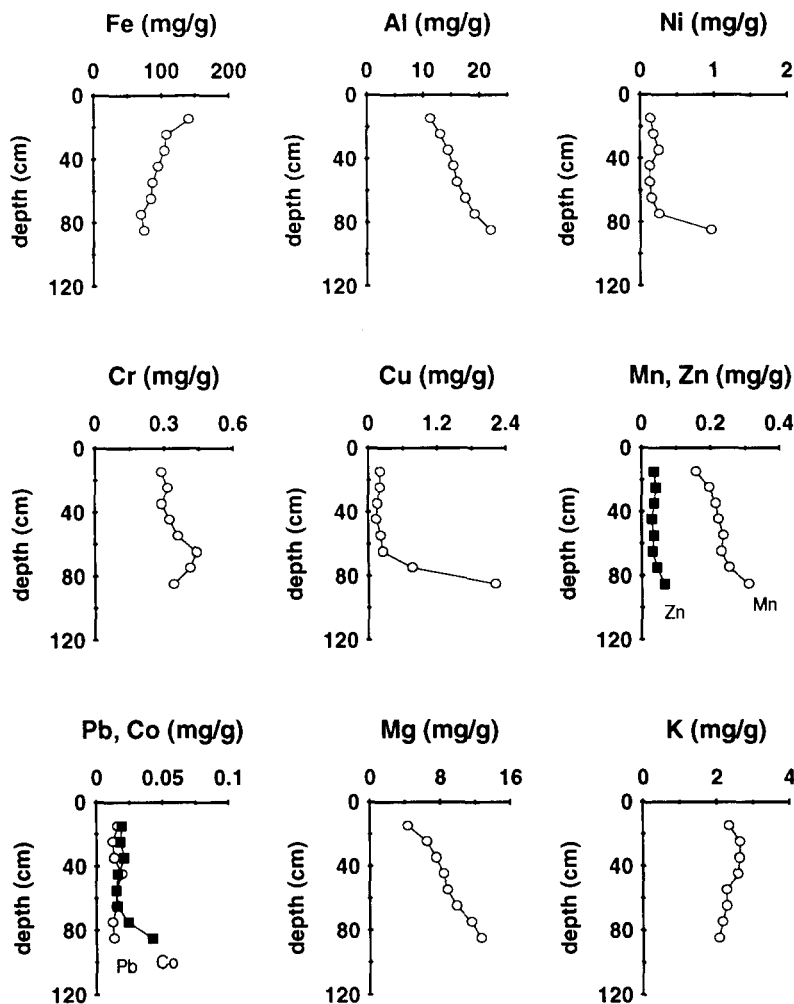 Fe (mg/g) Al (mg/g) Ni (mg/g)
0 100 200 0 10 20 0 1 2
0 0 0
40 40 40
80 80 80
120 120 120
depth (cm) depth (cm) depth (cm)
Cr (mg/g) Cu (mg/g) Mn, Zn (mg/g)
0 0.3 0.6 0 1.2 2.4 0 0.2 0.4
0 0 0
40 40 40
80 80 80
Zn Mn
120 120 120
depth (cm) depth (cm) depth (cm)
Pb, Co (mg/g) Mg (mg/g) K (mg/g)
0 0.05 0.1 0 8 16 0 2 4
0 0 0
40 40 40
80 80 80
Pb Co
120 120 120
depth (cm) depth (cm) depth (cm)